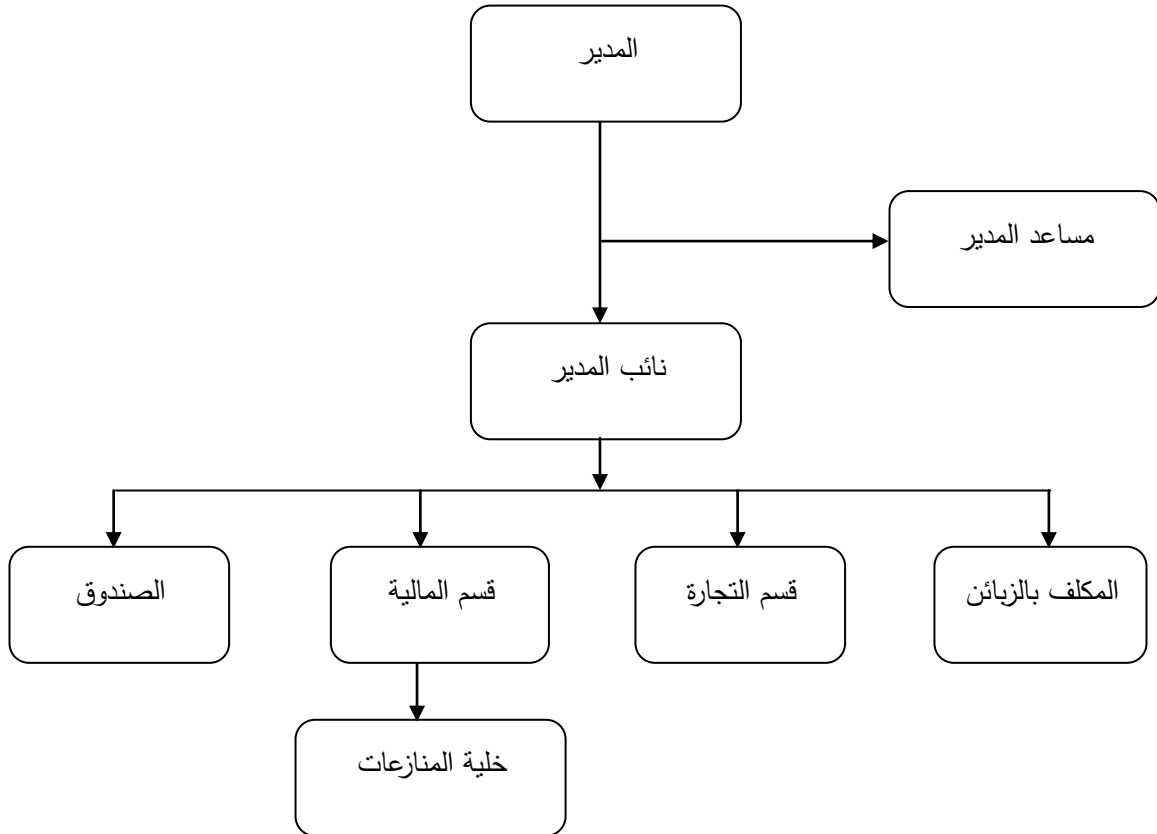 المدير
مساعد المدير
نائب المدير
المكلف بالزبائن
قسم التجارة
قسم المالية
الصندوق
خلية المنازعات